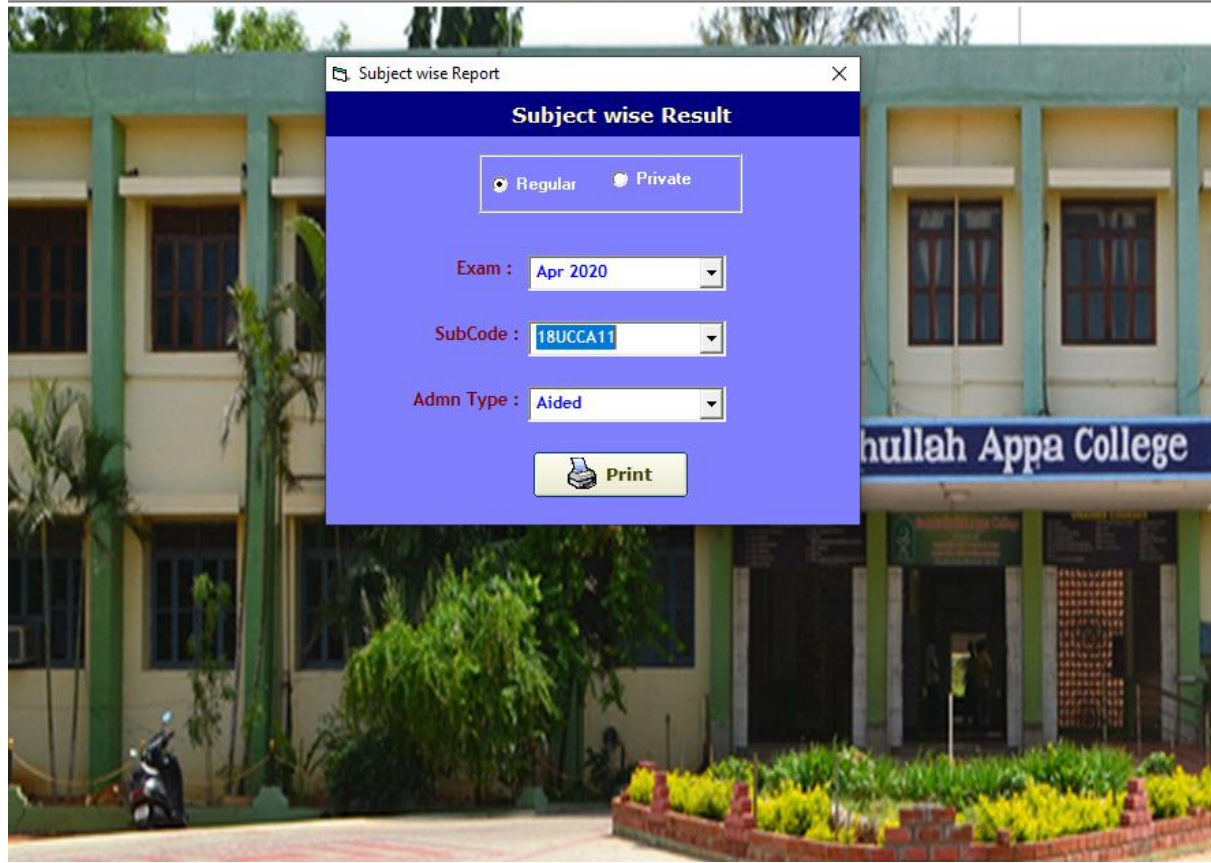 Subject wise Report
Subject wise Result
Regular Private
Exam : Apr 2020
SubCode : 18UCCA11
Admn Type : Aided
Print
hullah Appa College